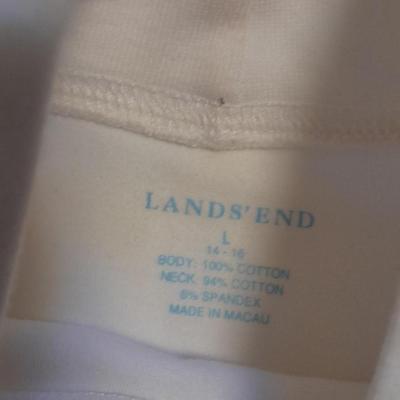 LANDS' END
L
14 - 16
BODY: 100% COTTON
NECK: 94% COTTON
6% SPANDEX
MADE IN MACAU